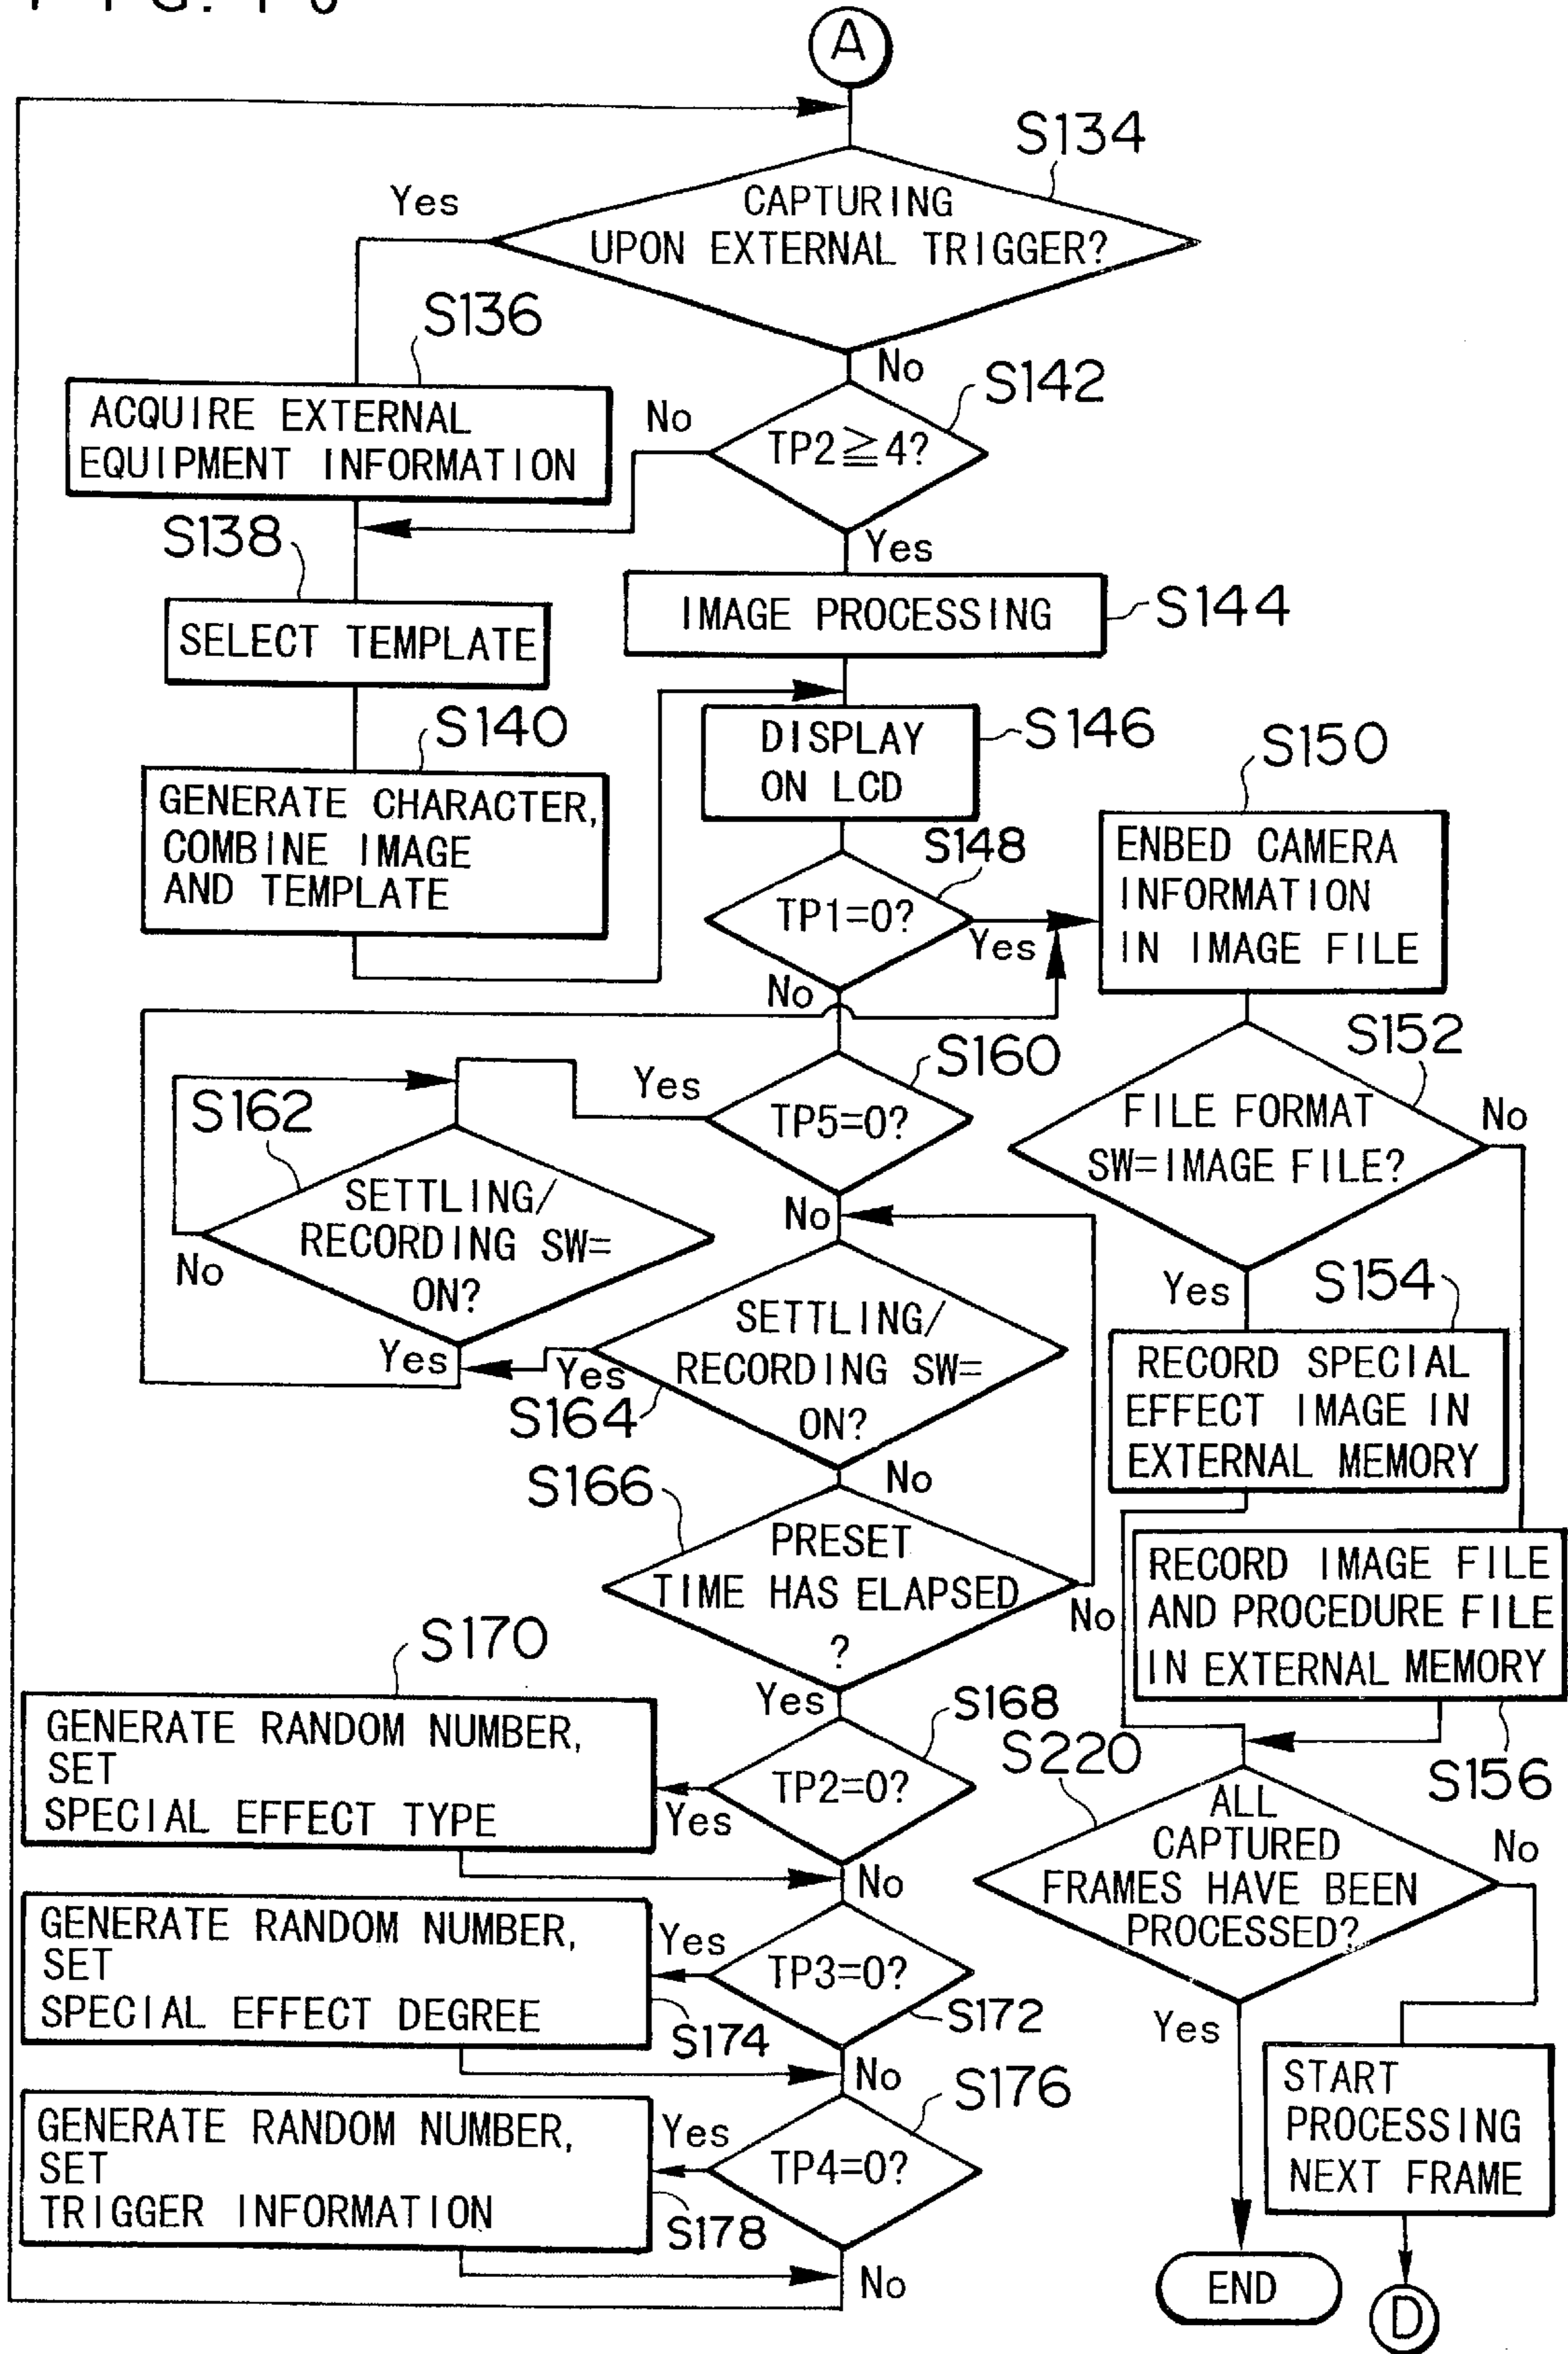 A
S134
Yes
CAPTURING
UPON EXTERNAL TRIGGER?
S136
No
S142
ACQUIRE EXTERNAL
EQUIPMENT INFORMATION
No
TP2≧4?
S138
Yes
SELECT TEMPLATE
IMAGE PROCESSING
S144
S140
DISPLAY
ON LCD
S146
S150
GENERATE CHARACTER,
COMBINE IMAGE
AND TEMPLATE
S148
TP1=0?
Yes
ENBED CAMERA
INFORMATION
IN IMAGE FILE
No
S160
S152
Yes
TP5=0?
S162
FILE FORMAT
SW=IMAGE FILE?
No
SETTLING/
RECORDING SW=
ON?
No
No
Yes
S154
Yes
SETTLING/
RECORDING SW=
ON?
Yes
S164
RECORD SPECIAL
EFFECT IMAGE IN
EXTERNAL MEMORY
S166
No
PRESET
TIME HAS ELAPSED
?
No
RECORD IMAGE FILE
AND PROCEDURE FILE
IN EXTERNAL MEMORY
S170
Yes
S168
S220
S156
GENERATE RANDOM NUMBER,
SET
SPECIAL EFFECT TYPE
Yes
TP2=0?
ALL
CAPTURED
FRAMES HAVE BEEN
PROCESSED?
No
No
GENERATE RANDOM NUMBER,
SET
SPECIAL EFFECT DEGREE
Yes
TP3=0?
S174
S172
Yes
No
S176
START
PROCESSING
NEXT FRAME
GENERATE RANDOM NUMBER,
SET
TRIGGER INFORMATION
Yes
TP4=0?
S178
No
END
D